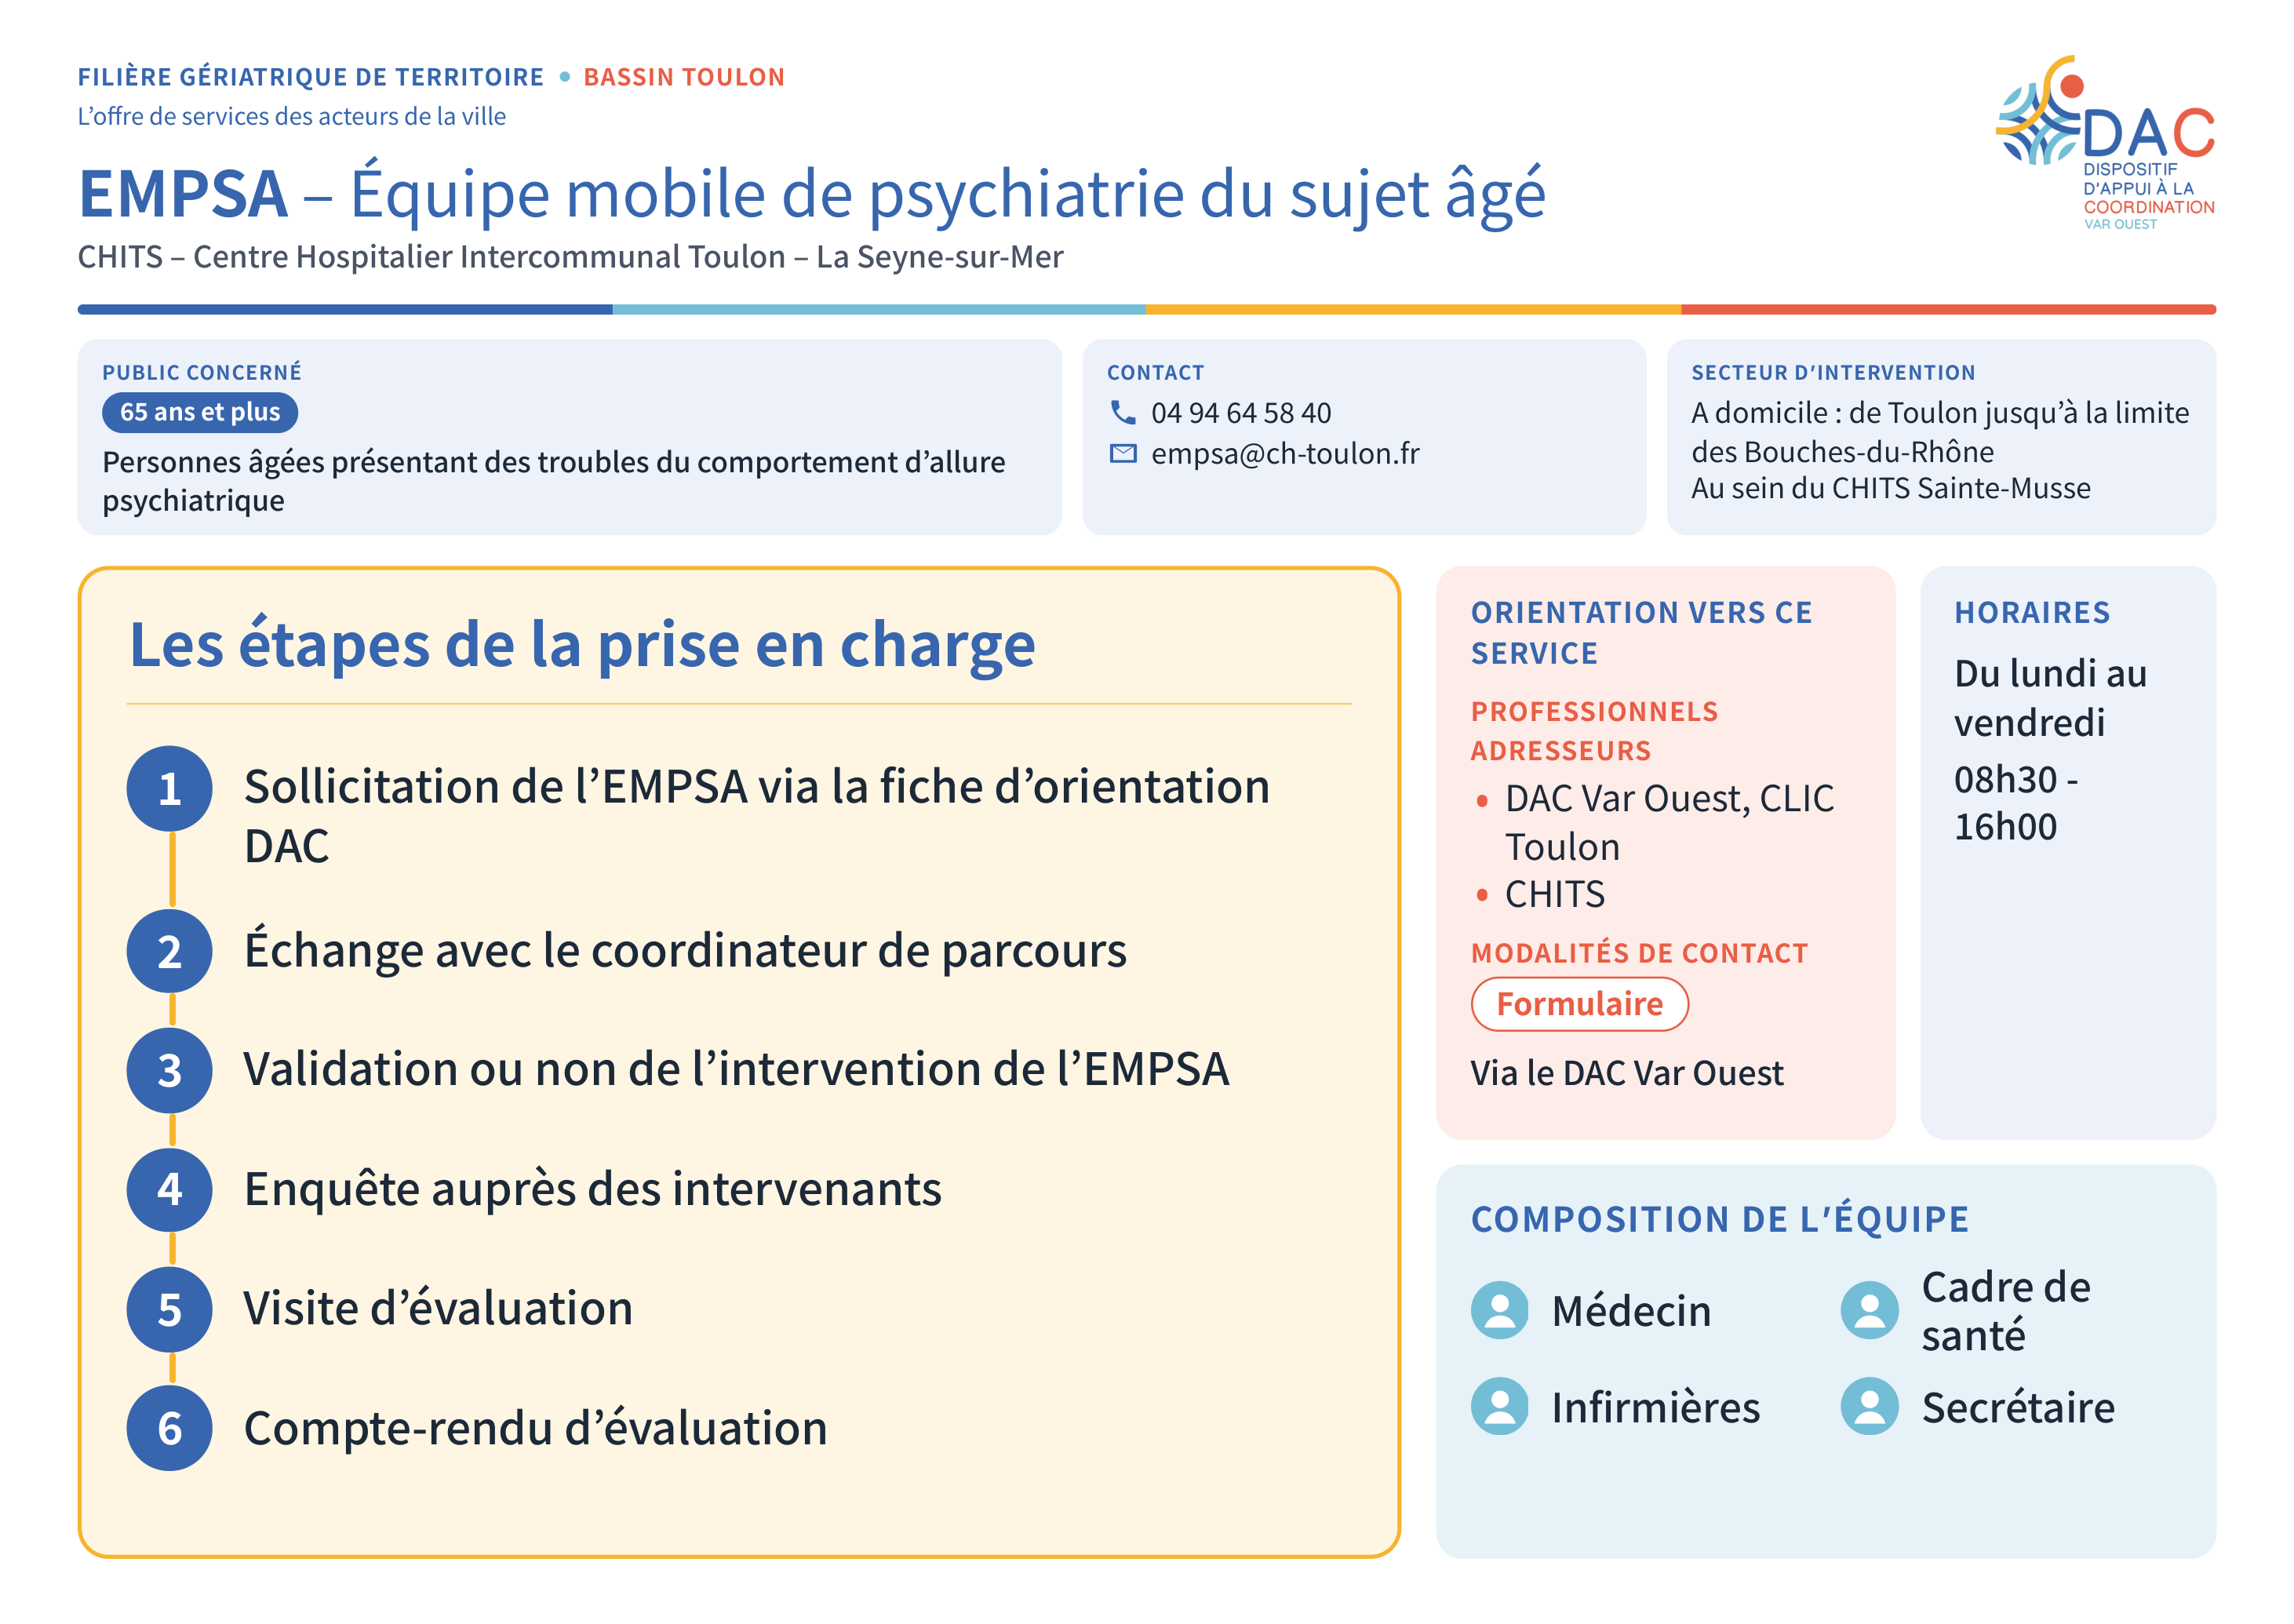 FILIÈRE GÉRIATRIQUE DE TERRITOIRE • BASSIN TOULON
L’offre de services des acteurs de la ville
EMPSA – Équipe mobile de psychiatrie du sujet âgé
CHITS – Centre Hospitalier Intercommunal Toulon – La Seyne-sur-Mer
DAC
DISPOSITIF
D'APPUI À LA
COORDINATION
VAR OUEST
PUBLIC CONCERNÉ
65 ans et plus
Personnes âgées présentant des troubles du comportement d’allure
psychiatrique
CONTACT
04 94 64 58 40
empsa@ch-toulon.fr
SECTEUR D'INTERVENTION
A domicile : de Toulon jusqu’à la limite
des Bouches-du-Rhône
Au sein du CHITS Sainte-Musse
Les étapes de la prise en charge
1 Sollicitation de l’EMPSA via la fiche d’orientation
DAC
2 Échange avec le coordinateur de parcours
3 Validation ou non de l’intervention de l’EMPSA
4 Enquête auprès des intervenants
5 Visite d’évaluation
6 Compte-rendu d’évaluation
ORIENTATION VERS CE
SERVICE
PROFESSIONNELS
ADRESSEURS
• DAC Var Ouest, CLIC
Toulon
• CHITS
MODALITÉS DE CONTACT
Formulaire
Via le DAC Var Ouest
HORAIRES
Du lundi au
vendredi
08h30 -
16h00
COMPOSITION DE L'ÉQUIPE
Médecin
Cadre de
santé
Infirmières
Secrétaire